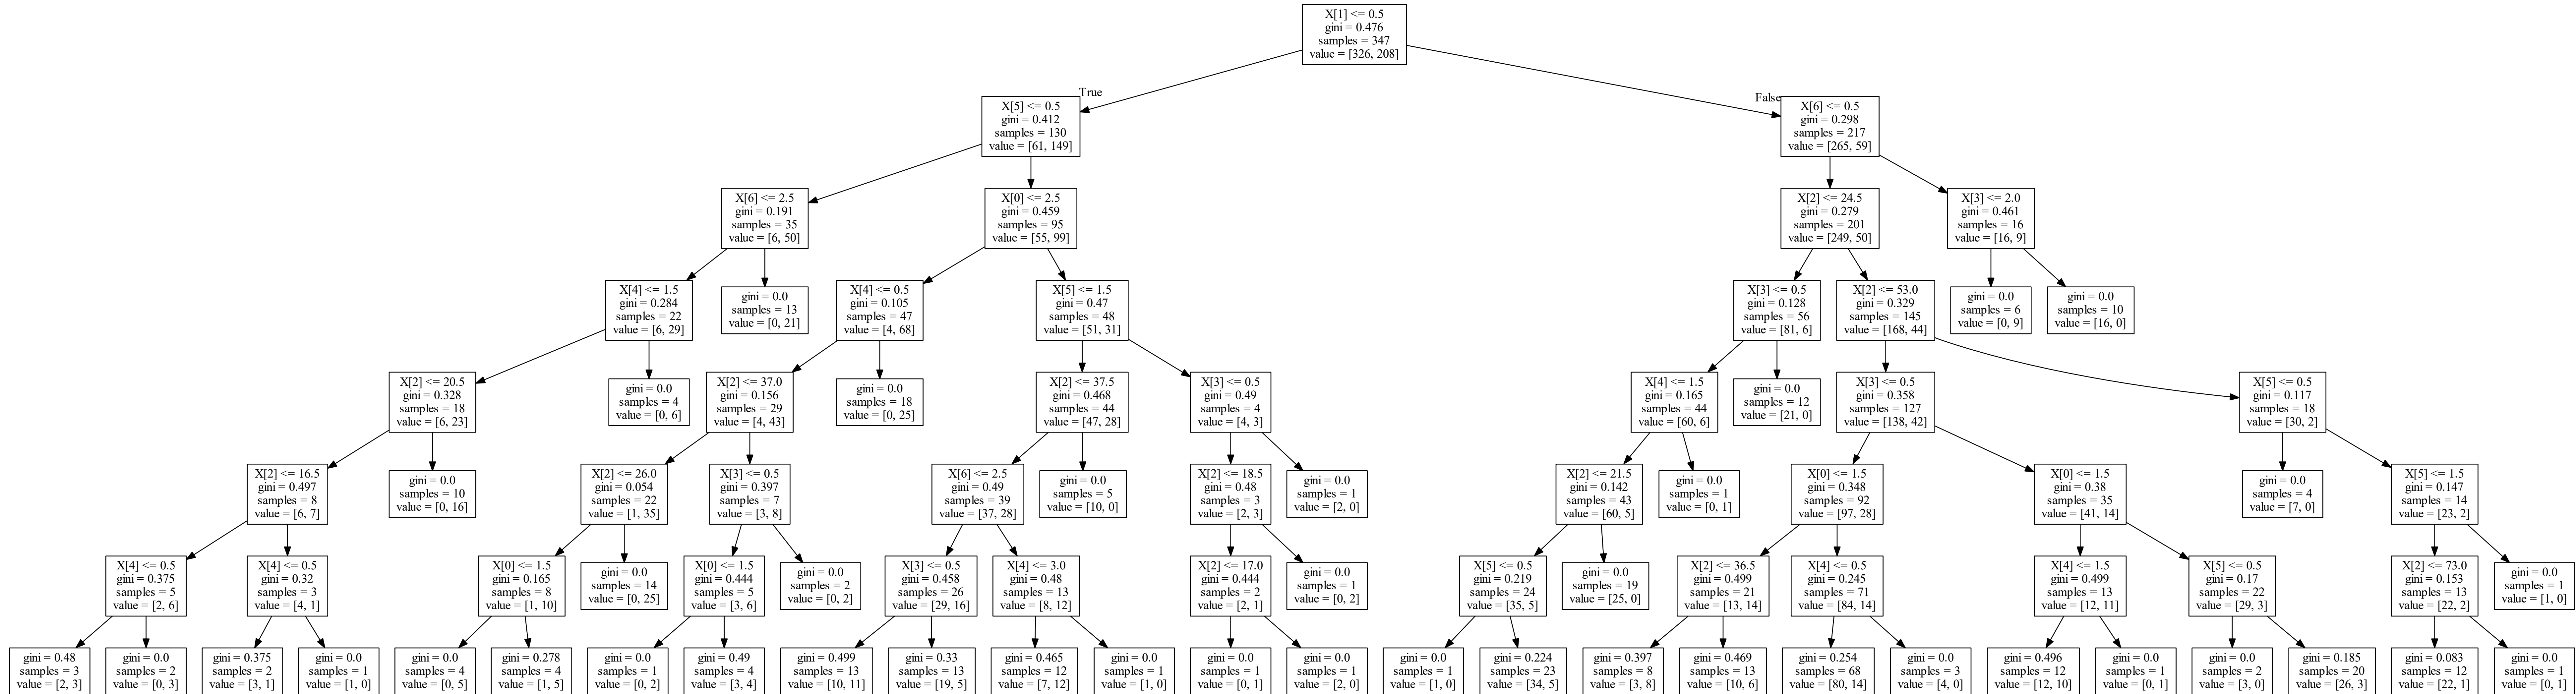 X[1] <= 0.5
gini = 0.476
samples = 347
value = [326, 208]
True
False
X[5] <= 0.5
gini = 0.412
samples = 130
value = [61, 149]
X[6] <= 0.5
gini = 0.298
samples = 217
value = [265, 59]
X[6] <= 2.5
gini = 0.191
samples = 35
value = [6, 50]
X[0] <= 2.5
gini = 0.459
samples = 95
value = [55, 99]
X[2] <= 24.5
gini = 0.279
samples = 201
value = [249, 50]
X[3] <= 2.0
gini = 0.461
samples = 16
value = [16, 9]
X[4] <= 1.5
gini = 0.284
samples = 22
value = [6, 29]
gini = 0.0
samples = 13
value = [0, 21]
X[4] <= 0.5
gini = 0.105
samples = 47
value = [4, 68]
X[5] <= 1.5
gini = 0.47
samples = 48
value = [51, 31]
X[3] <= 0.5
gini = 0.128
samples = 56
value = [81, 6]
X[2] <= 53.0
gini = 0.329
samples = 145
value = [168, 44]
gini = 0.0
samples = 6
value = [0, 9]
gini = 0.0
samples = 10
value = [16, 0]
X[2] <= 20.5
gini = 0.328
samples = 18
value = [6, 23]
gini = 0.0
samples = 4
value = [0, 6]
X[2] <= 37.0
gini = 0.156
samples = 29
value = [4, 43]
gini = 0.0
samples = 18
value = [0, 25]
X[2] <= 37.5
gini = 0.468
samples = 44
value = [47, 28]
X[3] <= 0.5
gini = 0.49
samples = 4
value = [4, 3]
X[4] <= 1.5
gini = 0.165
samples = 44
value = [60, 6]
gini = 0.0
samples = 12
value = [21, 0]
X[3] <= 0.5
gini = 0.358
samples = 127
value = [138, 42]
X[5] <= 0.5
gini = 0.117
samples = 18
value = [30, 2]
X[2] <= 16.5
gini = 0.497
samples = 8
value = [6, 7]
gini = 0.0
samples = 10
value = [0, 16]
X[2] <= 26.0
gini = 0.054
samples = 22
value = [1, 35]
X[3] <= 0.5
gini = 0.397
samples = 7
value = [3, 8]
X[6] <= 2.5
gini = 0.49
samples = 39
value = [37, 28]
gini = 0.0
samples = 5
value = [10, 0]
X[2] <= 18.5
gini = 0.48
samples = 3
value = [2, 3]
gini = 0.0
samples = 1
value = [2, 0]
X[2] <= 21.5
gini = 0.142
samples = 43
value = [60, 5]
gini = 0.0
samples = 1
value = [0, 1]
X[0] <= 1.5
gini = 0.348
samples = 92
value = [97, 28]
X[0] <= 1.5
gini = 0.38
samples = 35
value = [41, 14]
gini = 0.0
samples = 4
value = [7, 0]
X[5] <= 1.5
gini = 0.147
samples = 14
value = [23, 2]
X[4] <= 0.5
gini = 0.375
samples = 5
value = [2, 6]
X[4] <= 0.5
gini = 0.32
samples = 3
value = [4, 1]
X[0] <= 1.5
gini = 0.165
samples = 8
value = [1, 10]
gini = 0.0
samples = 14
value = [0, 25]
X[0] <= 1.5
gini = 0.444
samples = 5
value = [3, 6]
gini = 0.0
samples = 2
value = [0, 2]
X[3] <= 0.5
gini = 0.458
samples = 26
value = [29, 16]
X[4] <= 3.0
gini = 0.48
samples = 13
value = [8, 12]
X[2] <= 17.0
gini = 0.444
samples = 2
value = [2, 1]
gini = 0.0
samples = 1
value = [0, 2]
X[5] <= 0.5
gini = 0.219
samples = 24
value = [35, 5]
gini = 0.0
samples = 19
value = [25, 0]
X[2] <= 36.5
gini = 0.499
samples = 21
value = [13, 14]
X[4] <= 0.5
gini = 0.245
samples = 71
value = [84, 14]
X[4] <= 1.5
gini = 0.499
samples = 13
value = [12, 11]
X[5] <= 0.5
gini = 0.17
samples = 22
value = [29, 3]
X[2] <= 73.0
gini = 0.153
samples = 13
value = [22, 2]
gini = 0.0
samples = 1
value = [1, 0]
gini = 0.48
samples = 3
value = [2, 3]
gini = 0.0
samples = 2
value = [0, 3]
gini = 0.375
samples = 2
value = [3, 1]
gini = 0.0
samples = 1
value = [1, 0]
gini = 0.0
samples = 4
value = [0, 5]
gini = 0.278
samples = 4
value = [1, 5]
gini = 0.0
samples = 1
value = [0, 2]
gini = 0.49
samples = 4
value = [3, 4]
gini = 0.499
samples = 13
value = [10, 11]
gini = 0.33
samples = 13
value = [19, 5]
gini = 0.465
samples = 12
value = [7, 12]
gini = 0.0
samples = 1
value = [1, 0]
gini = 0.0
samples = 1
value = [0, 1]
gini = 0.0
samples = 1
value = [2, 0]
gini = 0.0
samples = 1
value = [1, 0]
gini = 0.224
samples = 23
value = [34, 5]
gini = 0.397
samples = 8
value = [3, 8]
gini = 0.469
samples = 13
value = [10, 6]
gini = 0.254
samples = 68
value = [80, 14]
gini = 0.0
samples = 3
value = [4, 0]
gini = 0.496
samples = 12
value = [12, 10]
gini = 0.0
samples = 1
value = [0, 1]
gini = 0.0
samples = 2
value = [3, 0]
gini = 0.185
samples = 20
value = [26, 3]
gini = 0.083
samples = 12
value = [22, 1]
gini = 0.0
samples = 1
value = [0, 1]